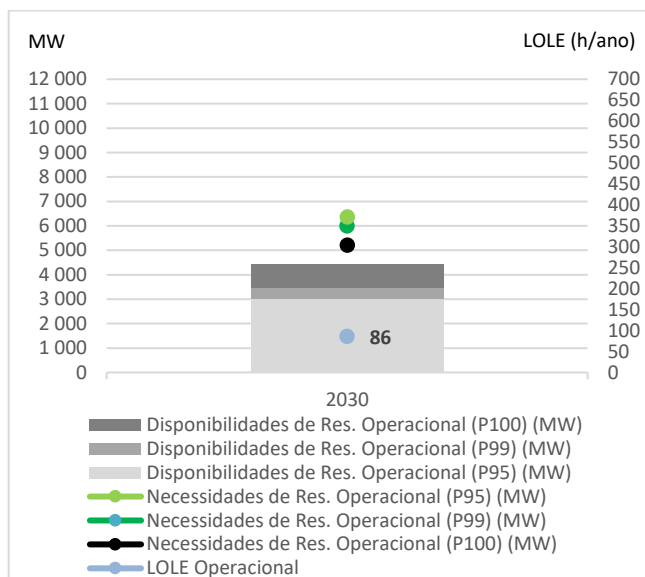 MW LOLE (h/ano)
12 000 700
11 000 650
10 000 600
9 000 550
8 000 500
7 000 450
6 000 400
5 000 350
4 000 300
3 000 250
2 000 200
1 000 150
0 100
50
0
86
2030
Disponibilidades de Res. Operacional (P100) (MW)
Disponibilidades de Res. Operacional (P99) (MW)
Disponibilidades de Res. Operacional (P95) (MW)
Necessidades de Res. Operacional (P95) (MW)
Necessidades de Res. Operacional (P99) (MW)
Necessidades de Res. Operacional (P100) (MW)
LOLE Operacional